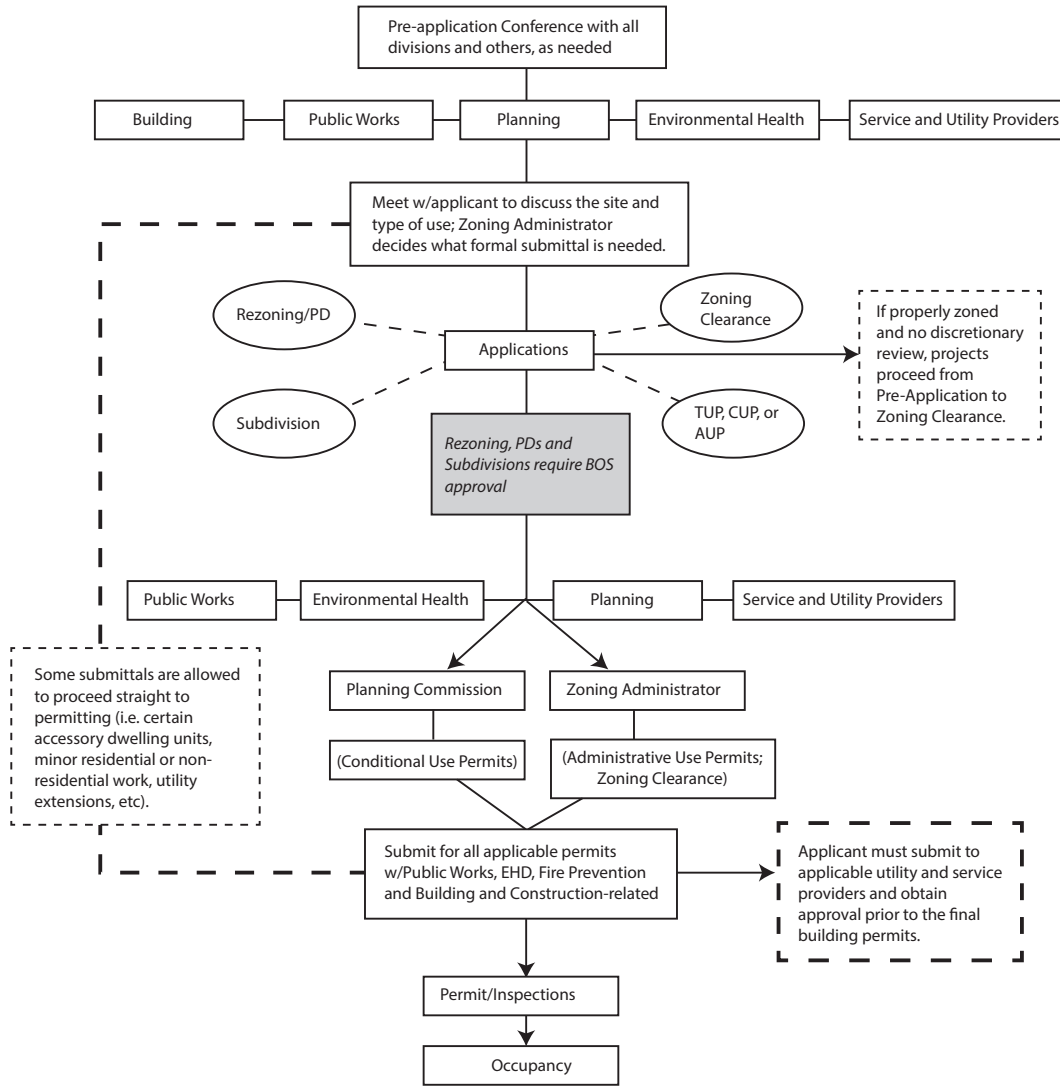 Pre-application Conference with all
divisions and others, as needed
Building
Public Works
Planning
Environmental Health
Service and Utility Providers
Meet w/applicant to discuss the site and
type of use; Zoning Administrator
decides what formal submittal is needed.
Rezoning/PD
Zoning
Clearance
Applications
If properly zoned
and no discretionary
review, projects
proceed from
Pre-Application to
Zoning Clearance.
Subdivision
TUP, CUP, or
AUP
Rezoning, PDs and
Subdivisions require BOS
approval
Public Works
Environmental Health
Planning
Service and Utility Providers
Some submittals are allowed
to proceed straight to
permitting (i.e. certain
accessory dwelling units,
minor residential or non-
residential work, utility
extensions, etc).
Planning Commission
Zoning Administrator
(Conditional Use Permits)
(Administrative Use Permits;
Zoning Clearance)
Submit for all applicable permits
w/Public Works, EHD, Fire Prevention
and Building and Construction-related
Applicant must submit to
applicable utility and service
providers and obtain
approval prior to the final
building permits.
Permit/Inspections
Occupancy